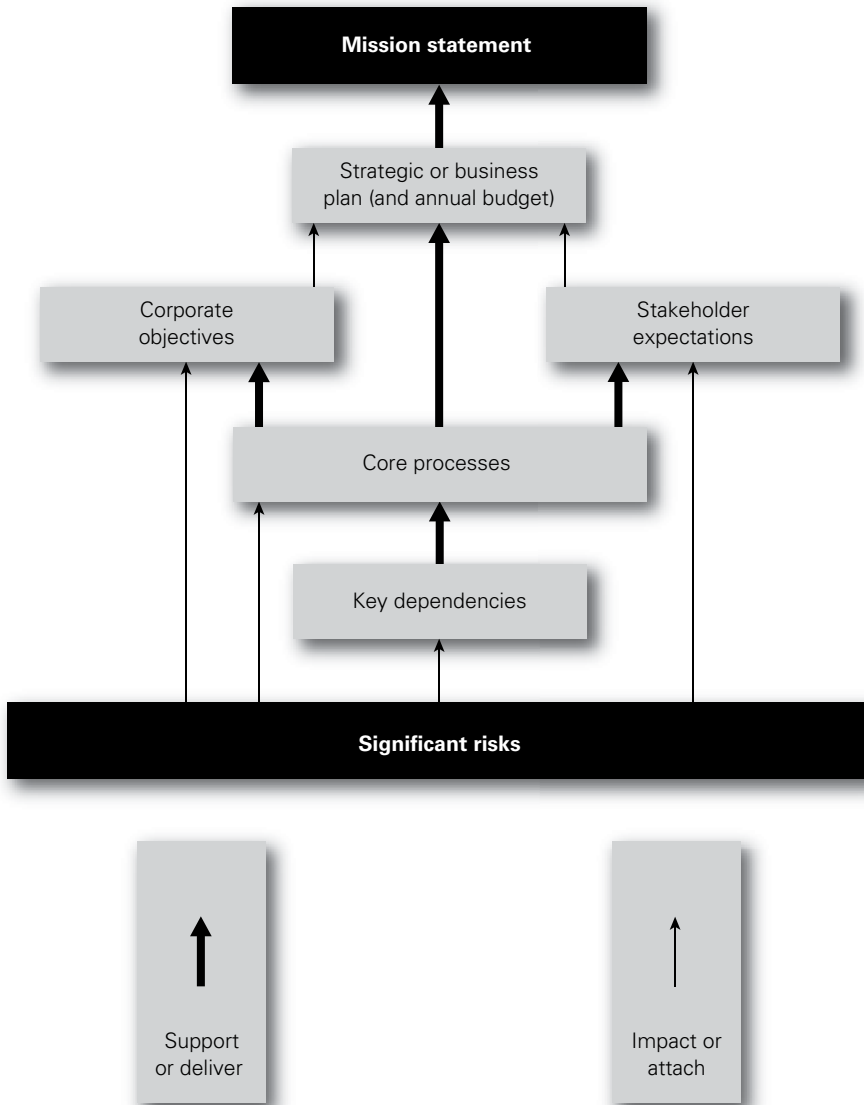 Mission statement
Strategic or business
plan (and annual budget)
Corporate
objectives
Stakeholder
expectations
Core processes
Key dependencies
Significant risks
Support
or deliver
Impact or
attach